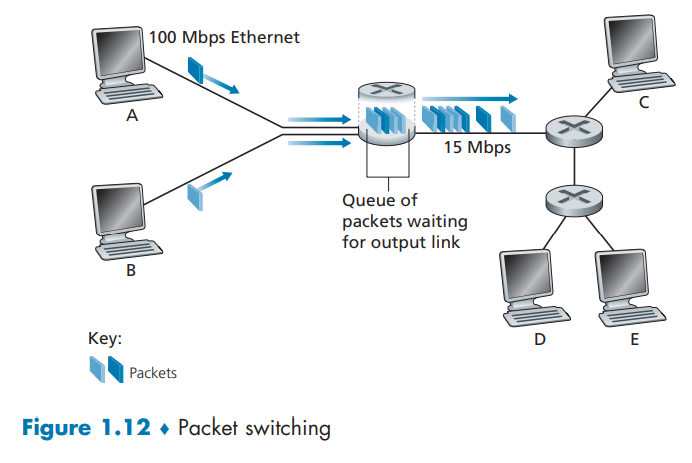 100 Mbps Ethernet
A
C
15 Mbps
Queue of
packets waiting
for output link
B
D
E
Key:
Packets
Figure 1.12 ♦ Packet switching